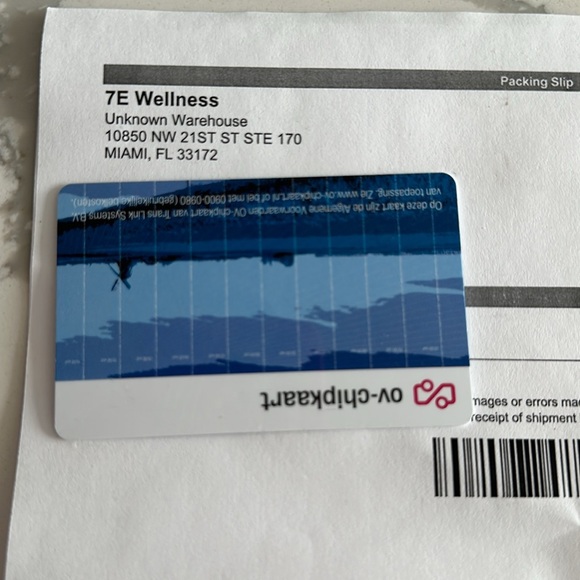 Packing Slip
7E Wellness
Unknown Warehouse
10850 NW 21ST ST STE 170
MIAMI, FL 33172
ov-chipkaart
Op deze kaart zijn de Algemene Voorwaarden OV-chipkaart van Trans Link Systems B.V.
van toepassing. Zie www.ov-chipkaart.nl of bel met 0900-0980 (gebruikelijke belkosten).
mages or errors mad
receipt of shipment